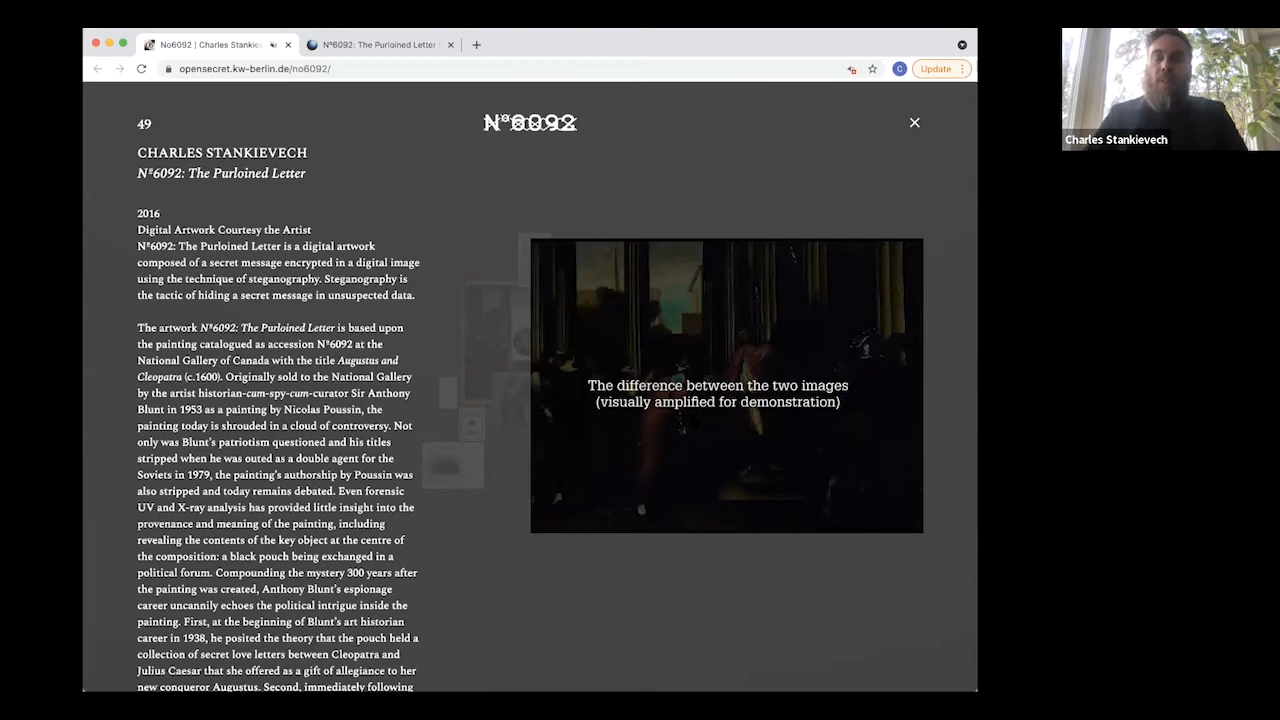 No6092 | Charles Stankiev
Nº6092: The Purloined Letter
opensecret.kw-berlin.de/no6092/
C
Update
49
Nº6092
CHARLES STANKIEVECH
Nº6092: The Purloined Letter
2016
Digital Artwork Courtesy the Artist
Nº6092: The Purloined Letter is a digital artwork
composed of a secret message encrypted in a digital image
using the technique of steganography. Steganography is
the tactic of hiding a secret message in unsuspected data.
The artwork Nº6092: The Purloined Letter is based upon
the painting catalogued as accession Nº6092 at the
National Gallery of Canada with the title Augustus and
Cleopatra (c.1600). Originally sold to the National Gallery
by the artist historian-cum-spy-cum-curator Sir Anthony
Blunt in 1953 as a painting by Nicolas Poussin, the
painting today is shrouded in a cloud of controversy. Not
only was Blunt's patriotism questioned and his titles
stripped when he was outed as a double agent for the
Soviets in 1979, the painting's authorship by Poussin was
also stripped and today remains debated. Even forensic
UV and X-ray analysis has provided little insight into the
provenance and meaning of the painting, including
revealing the contents of the key object at the centre of
the composition: a black pouch being exchanged in a
political forum. Compounding the mystery 300 years after
the painting was created, Anthony Blunt's espionage
career uncannily echoes the political intrigue inside the
painting. First, at the beginning of Blunt's art historian
career in 1938, he posited the theory that the pouch held a
collection of secret love letters between Cleopatra and
Julius Caesar that she offered as a gift of allegiance to her
new conqueror Augustus. Second, immediately following
The difference between the two images
(visually amplified for demonstration)
Charles Stankievech